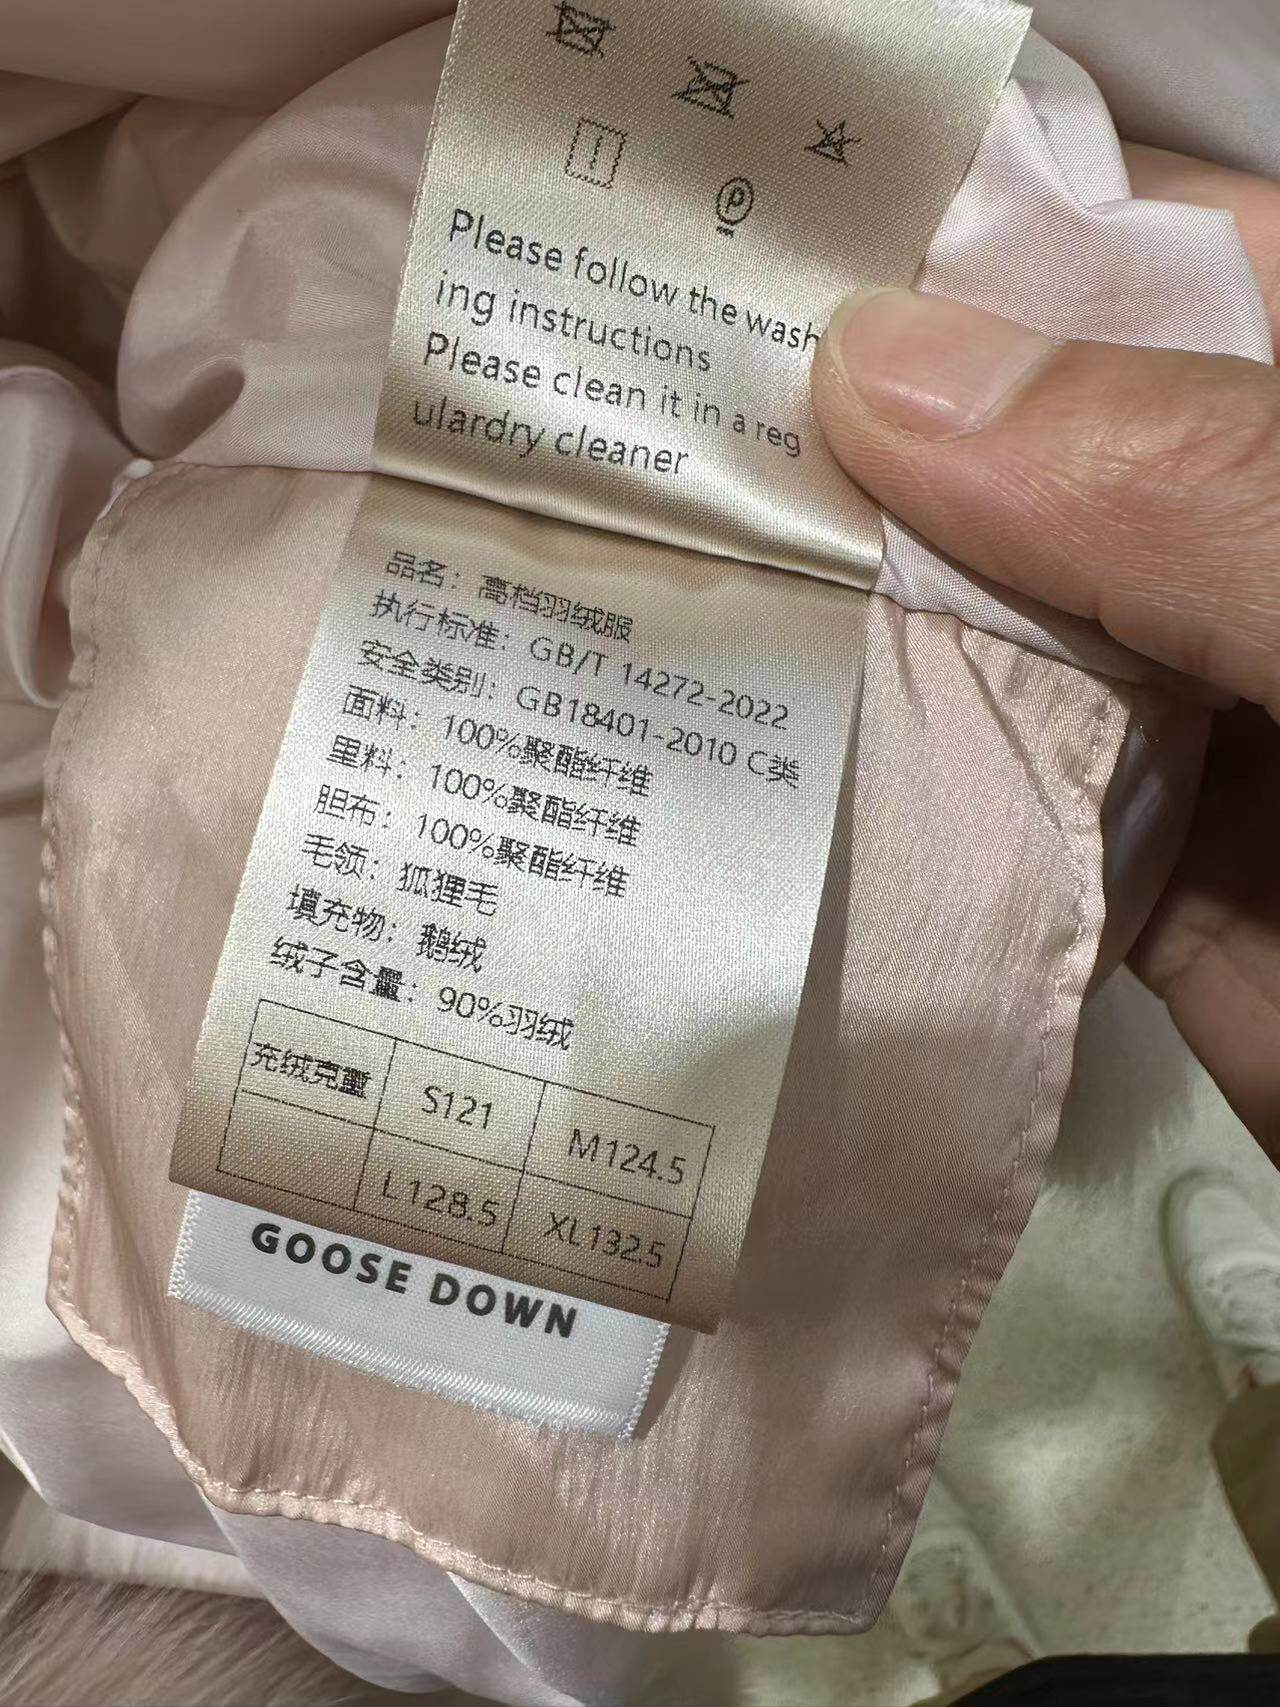 Please follow the wash
ing instructions
Please clean it in a reg
ulardry cleaner
品名：高档羽绒服
执行标准：GB/T 14272-2022
安全类别：GB18401-2010 C类
面料：100%聚酯纤维
里料：100%聚酯纤维
胆布：100%聚酯纤维
毛领：狐狸毛
填充物：鹅绒
绒子含量：90%羽绒
充绒克重 S121 M124.5
L128.5 XL132.5
GOOSE DOWN